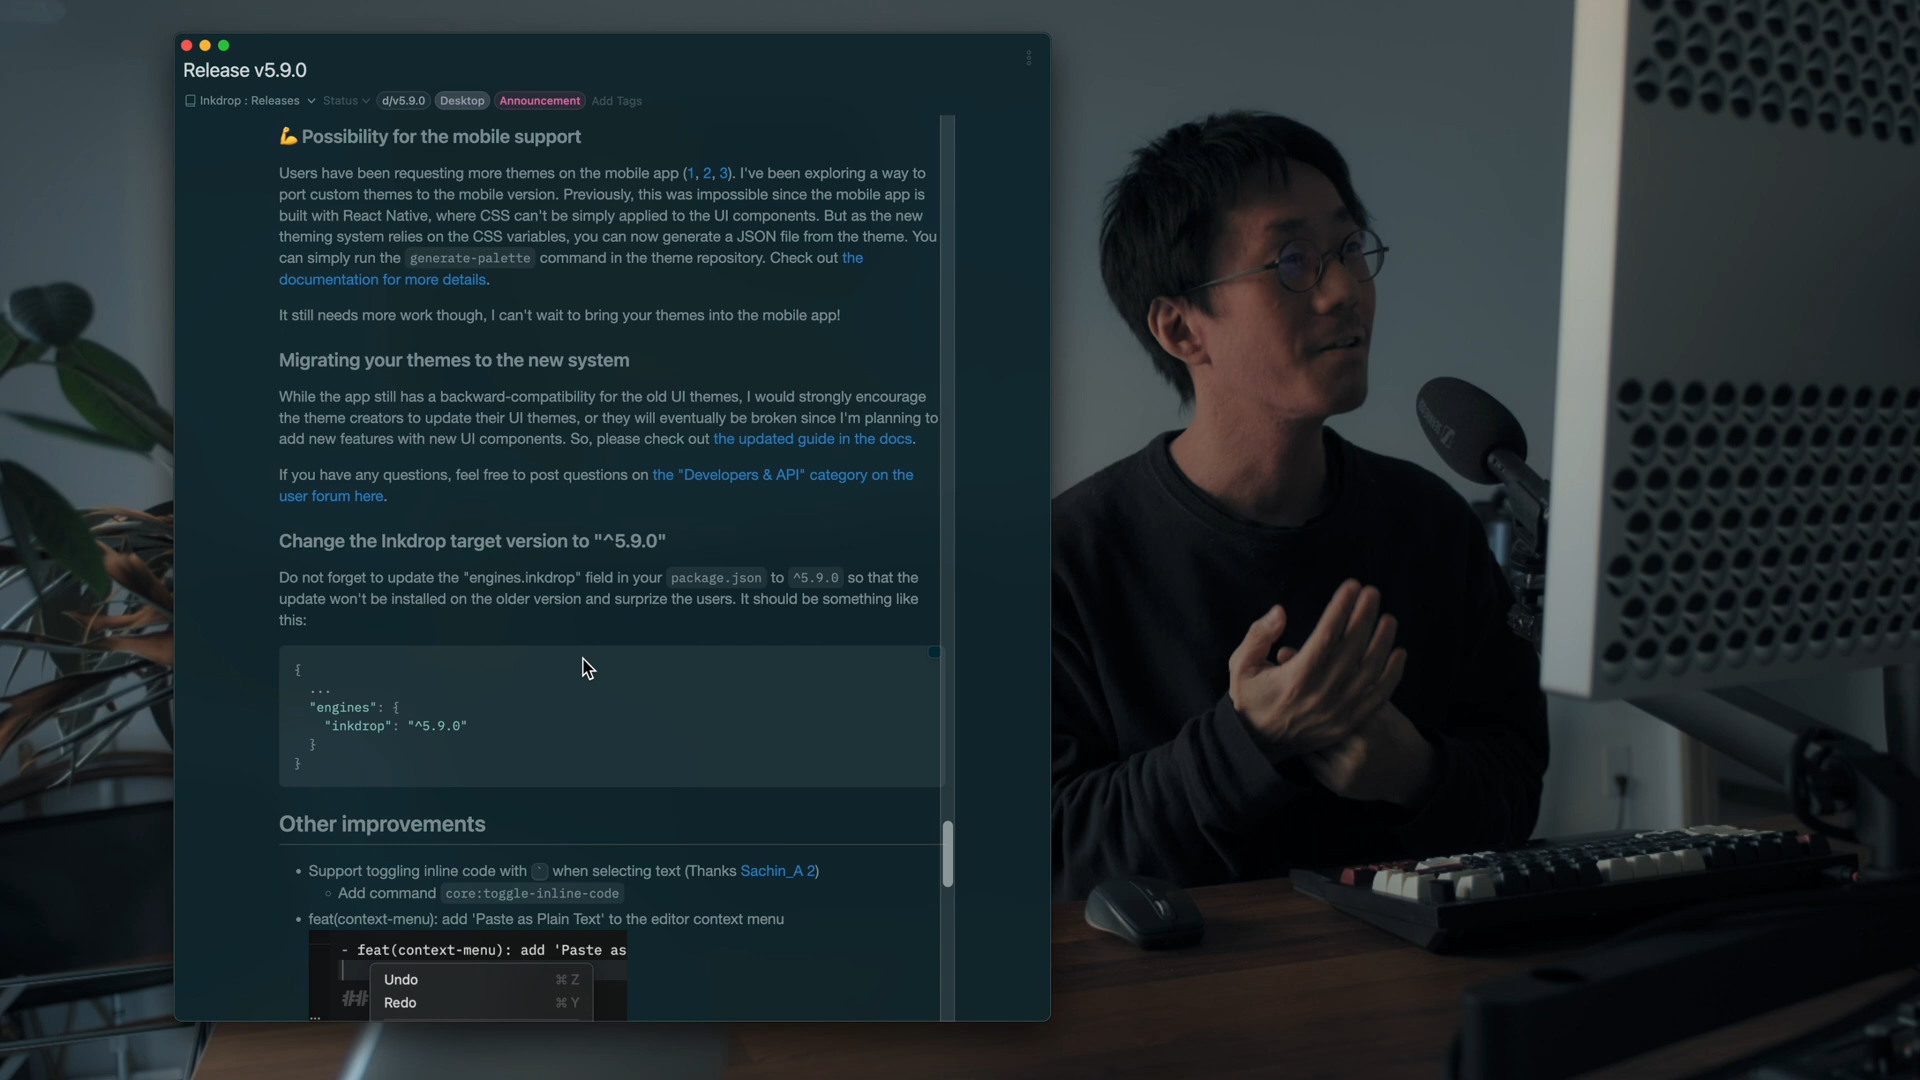 Release v5.9.0
Inkdrop : Releases Status d/v5.9.0 Desktop Announcement Add Tags
💪 Possibility for the mobile support
Users have been requesting more themes on the mobile app (1, 2, 3). I've been exploring a way to
port custom themes to the mobile version. Previously, this was impossible since the mobile app is
built with React Native, where CSS can't be simply applied to the UI components. But as the new
theming system relies on the CSS variables, you can now generate a JSON file from the theme. You
can simply run the generate-palette command in the theme repository. Check out the
documentation for more details.
It still needs more work though, I can't wait to bring your themes into the mobile app!
Migrating your themes to the new system
While the app still has a backward-compatibility for the old UI themes, I would strongly encourage
the theme creators to update their UI themes, or they will eventually be broken since I'm planning to
add new features with new UI components. So, please check out the updated guide in the docs.
If you have any questions, feel free to post questions on the "Developers & API" category on the
user forum here.
Change the Inkdrop target version to "^5.9.0"
Do not forget to update the "engines.inkdrop" field in your package.json to ^5.9.0 so that the
update won't be installed on the older version and surprize the users. It should be something like
this:
{
...
"engines": {
"inkdrop": "^5.9.0"
}
}
Other improvements
• Support toggling inline code with ` when selecting text (Thanks Sachin_A 2)
◦ Add command core:toggle-inline-code
• feat(context-menu): add 'Paste as Plain Text' to the editor context menu
- feat(context-menu): add 'Paste as
Undo ⌘ Z
## Redo ⌘ Y
...